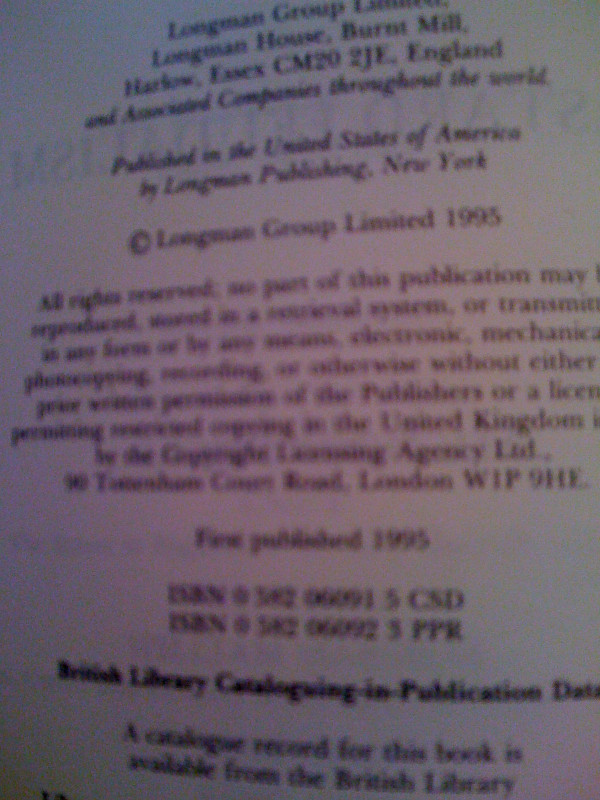 Longman Group Limited,
Longman House, Burnt Mill,
Harlow, Essex CM20 2JE, England
and Associated Companies throughout the world.
Published in the United States of America
by Longman Publishing, New York
© Longman Group Limited 1995
All rights reserved; no part of this publication may b
reproduced, stored in a retrieval system, or transmitt
in any form or by any means, electronic, mechanica
photocopying, recording, or otherwise without either
prior written permission of the Publishers or a licen
permitting restricted copying in the United Kingdom i
by the Copyright Licensing Agency Ltd.,
90 Tottenham Court Road, London W1P 9HE.
First published 1995
ISBN 0 582 06091 5 CSD
ISBN 0 582 06092 3 PPR
British Library Cataloguing-in-Publication Data
A catalogue record for this book is
available from the British Library